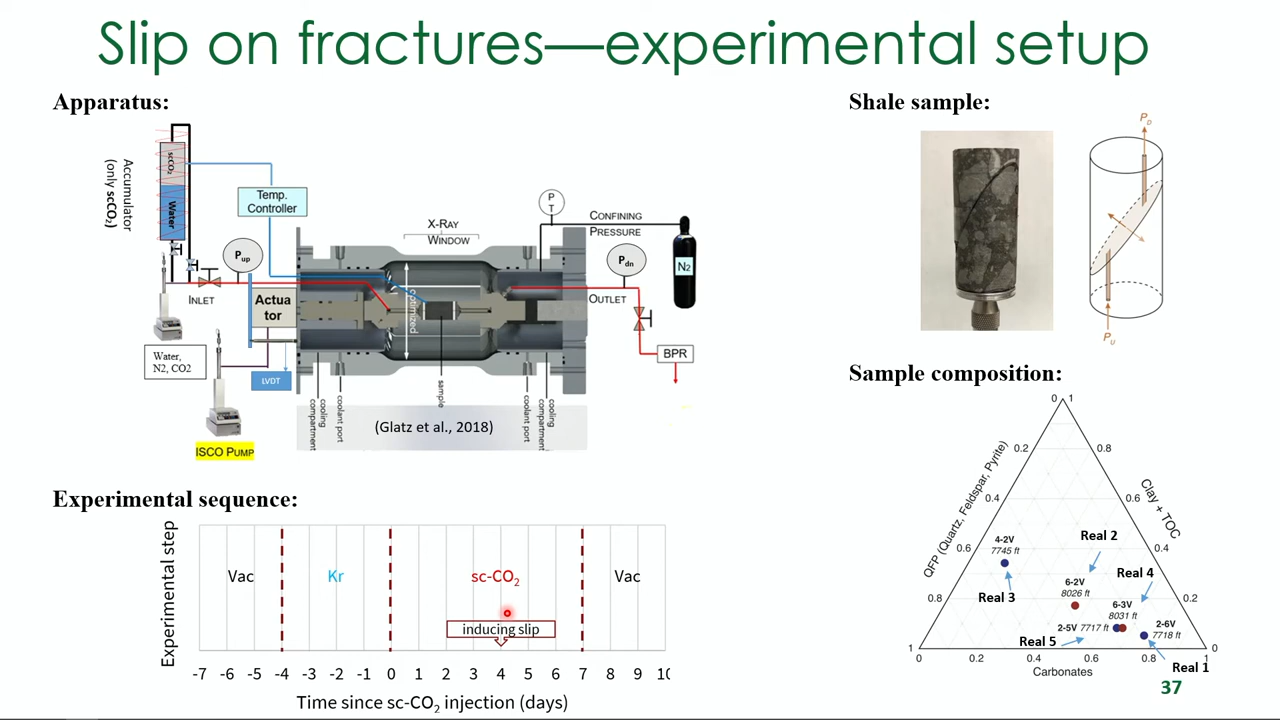 Slip on fractures—experimental setup
Apparatus:
Shale sample:
Accumulator
(only scCO2)
scCO2
Water
Temp.
Controller
X-RAY
WINDOW
P
T
CONFINING
PRESSURE
Pup
Pdn
N2
INLET
Actua
tor
optimized
OUTLET
BPR
Water,
N2, CO2
LVDT
cooling
compartment
coolant port
sample
coolant port
cooling
compartment
(Glatz et al., 2018)
ISCO PUMP
PD
PU
Sample composition:
0 1
0.2 0.8
0.4 0.6
0.6 0.4
0.8 0.2
1 0
QFP (Quartz, Feldspar, Pyrite)
Clay + TOC
4-2V
7745 ft
Real 3
Real 2
6-2V
8026 ft
Real 4
6-3V
8031 ft
2-5V 7717 ft
2-6V
7718 ft
Real 5
Real 1
0 0.2 0.4 0.6 0.8 1
Carbonates
Experimental sequence:
Experimental step
Vac
Kr
sc-CO2
Vac
inducing slip
-7 -6 -5 -4 -3 -2 -1 0 1 2 3 4 5 6 7 8 9 10
Time since sc-CO2 injection (days)
37